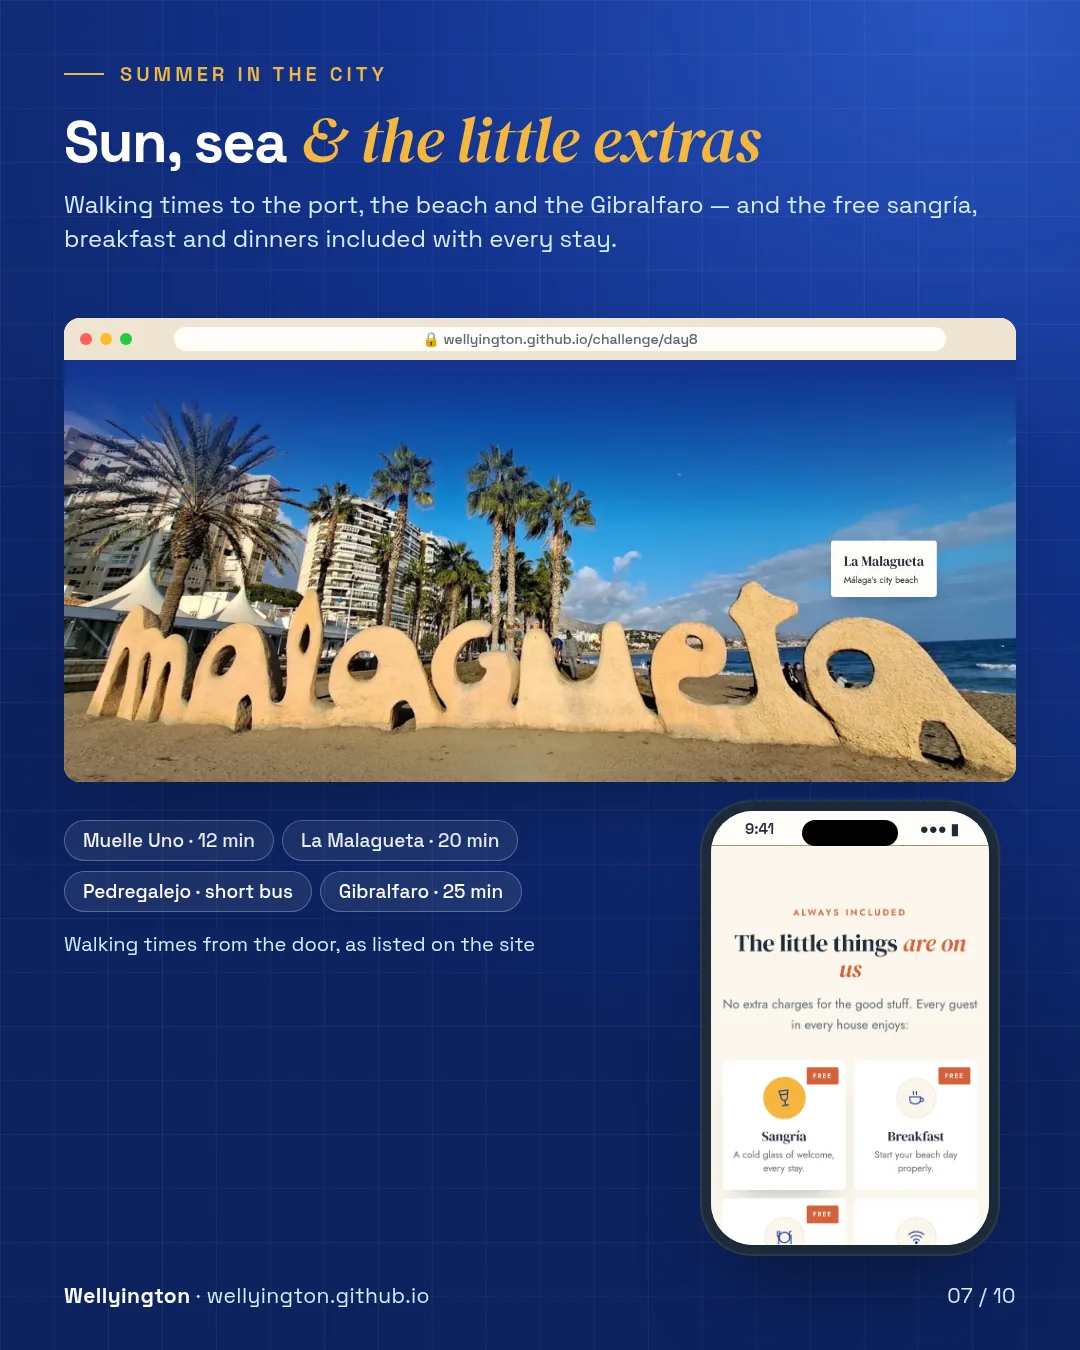 SUMMER IN THE CITY
Sun, sea & the little extras
Walking times to the port, the beach and the Gibralfaro — and the free sangría,
breakfast and dinners included with every stay.
wellyington.github.io/challenge/day8
La Malagueta
Málaga's city beach
malagueta
Muelle Uno · 12 min
La Malagueta · 20 min
Pedregalejo · short bus
Gibralfaro · 25 min
Walking times from the door, as listed on the site
9:41
ALWAYS INCLUDED
The little things are on
us
No extra charges for the good stuff. Every guest
in every house enjoys:
FREE
Sangría
A cold glass of welcome,
every stay.
FREE
Breakfast
Start your beach day
properly.
FREE
Wellyington · wellyington.github.io
07 / 10